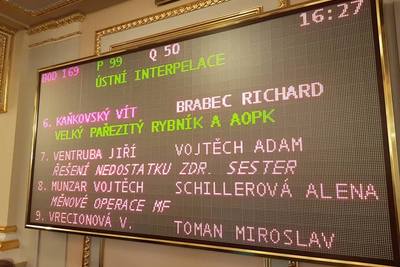 16:27
BOD 169 P 99 Q 50
ÚSTNÍ INTERPELACE
6. KAŇKOVSKÝ VÍT BRABEC RICHARD
VELKÝ PAŘEZITÝ RYBNÍK A AOPK
7. VENTRUBA JIŘÍ VOJTĚCH ADAM
ŘEŠENÍ NEDOSTATKU ZDR. SESTER
8. MUNZAR VOJTĚCH SCHILLEROVÁ ALENA
MĚNOVÉ OPERACE MF
9. VRECIONOVÁ V. TOMAN MIROSLAV